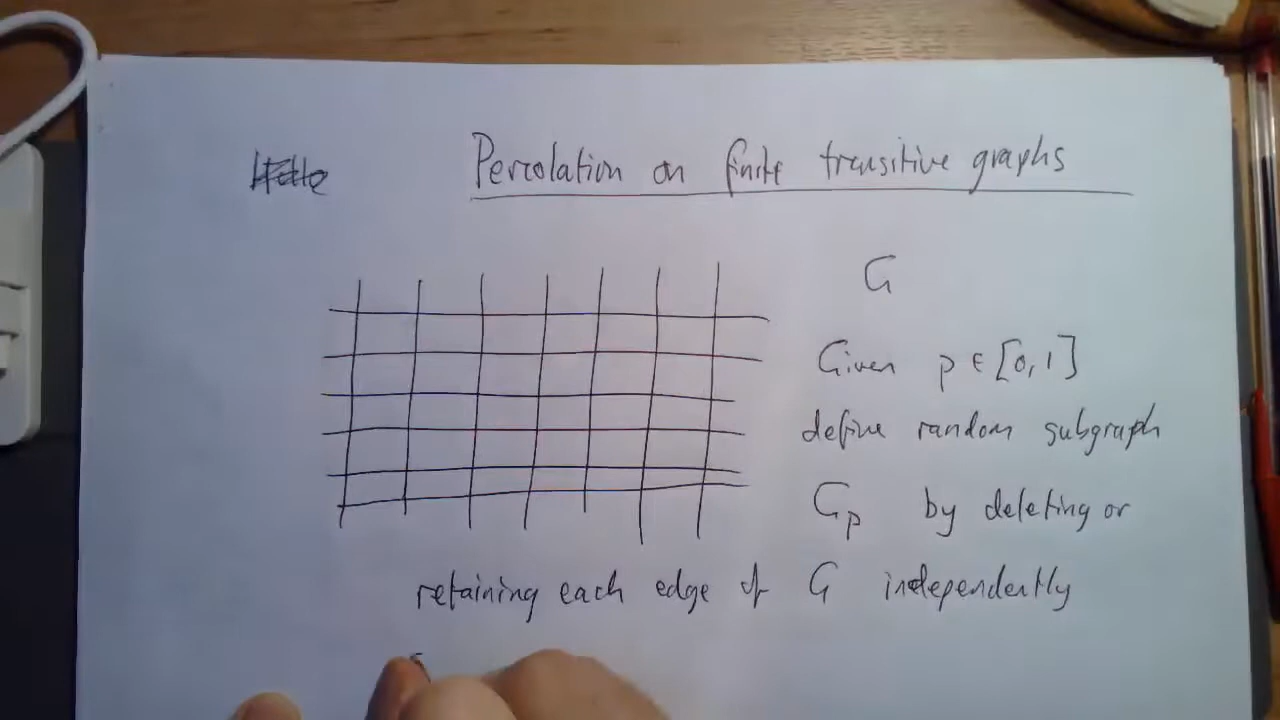 Percolation on finite transitive graphs
G
Given p ∈ [0,1]
define random subgraph
G_p by deleting or
retaining each edge of G independently